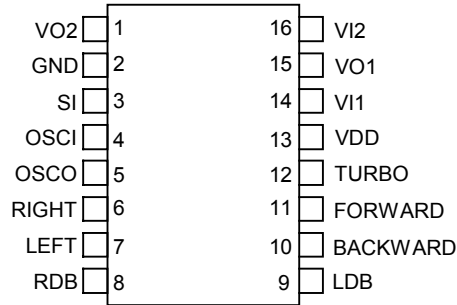 VO2 1 16 VI2
GND 2 15 VO1
SI 3 14 VI1
OSCI 4 13 VDD
OSCO 5 12 TURBO
RIGHT 6 11 FORWARD
LEFT 7 10 BACKWARD
RDB 8 9 LDB